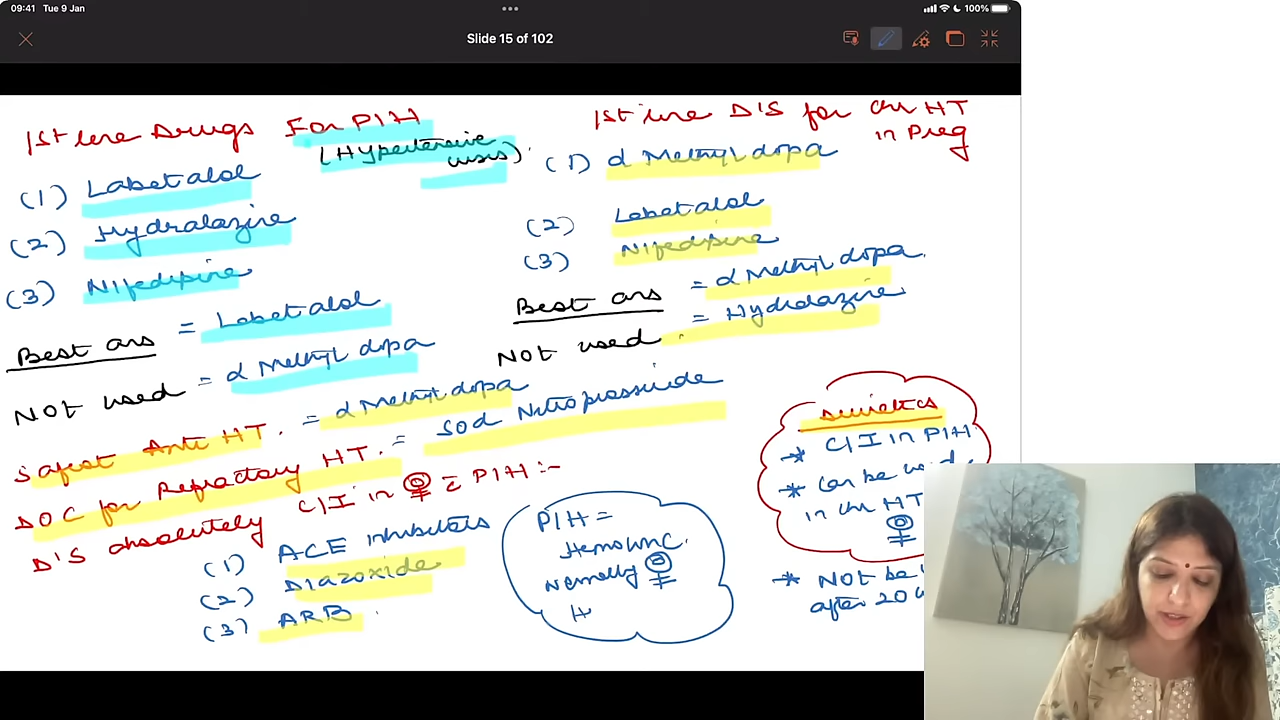 09:41 Tue 9 Jan
100%
Slide 15 of 102
1st line Drugs For PIH
(Hypertensive crisis)
(1) Labetalol
(2) Hydralazine
(3) Nifedipine
Best ans = Labetalol
NOT used = α Methyl dopa
Safest Anti HT. = α Methyl dopa
DOC for Refractory HT. = Sod Nitroprusside
D'S absolutely C/I in ♀ c̄ PIH :-
(1) ACE inhibitors
(2) Diazoxide
(3) ARB
1st line D'S for chr HT
in Preg
(1) α Methyl dopa
(2) Labetalol
(3) Nifedipine
Best ans = α Methyl dopa
NOT used = Hydralazine
PIH =
Hemoconc.
Normally ♀
H
Diuretics
* C/I in PIH
* Can be used
in chr HT
♀
* NOT be
after 20